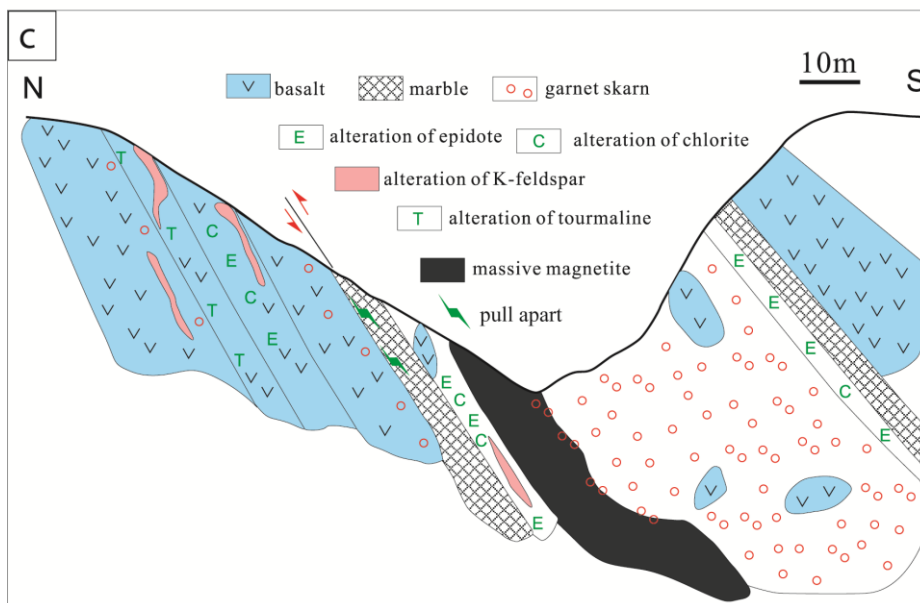 C
N
10m
S
basalt
marble
garnet skarn
E alteration of epidote
C alteration of chlorite
alteration of K-feldspar
T alteration of tourmaline
massive magnetite
pull apart
T
T
T
T
C
E
C
E
E
C
E
C
E
E
E
E
C
E